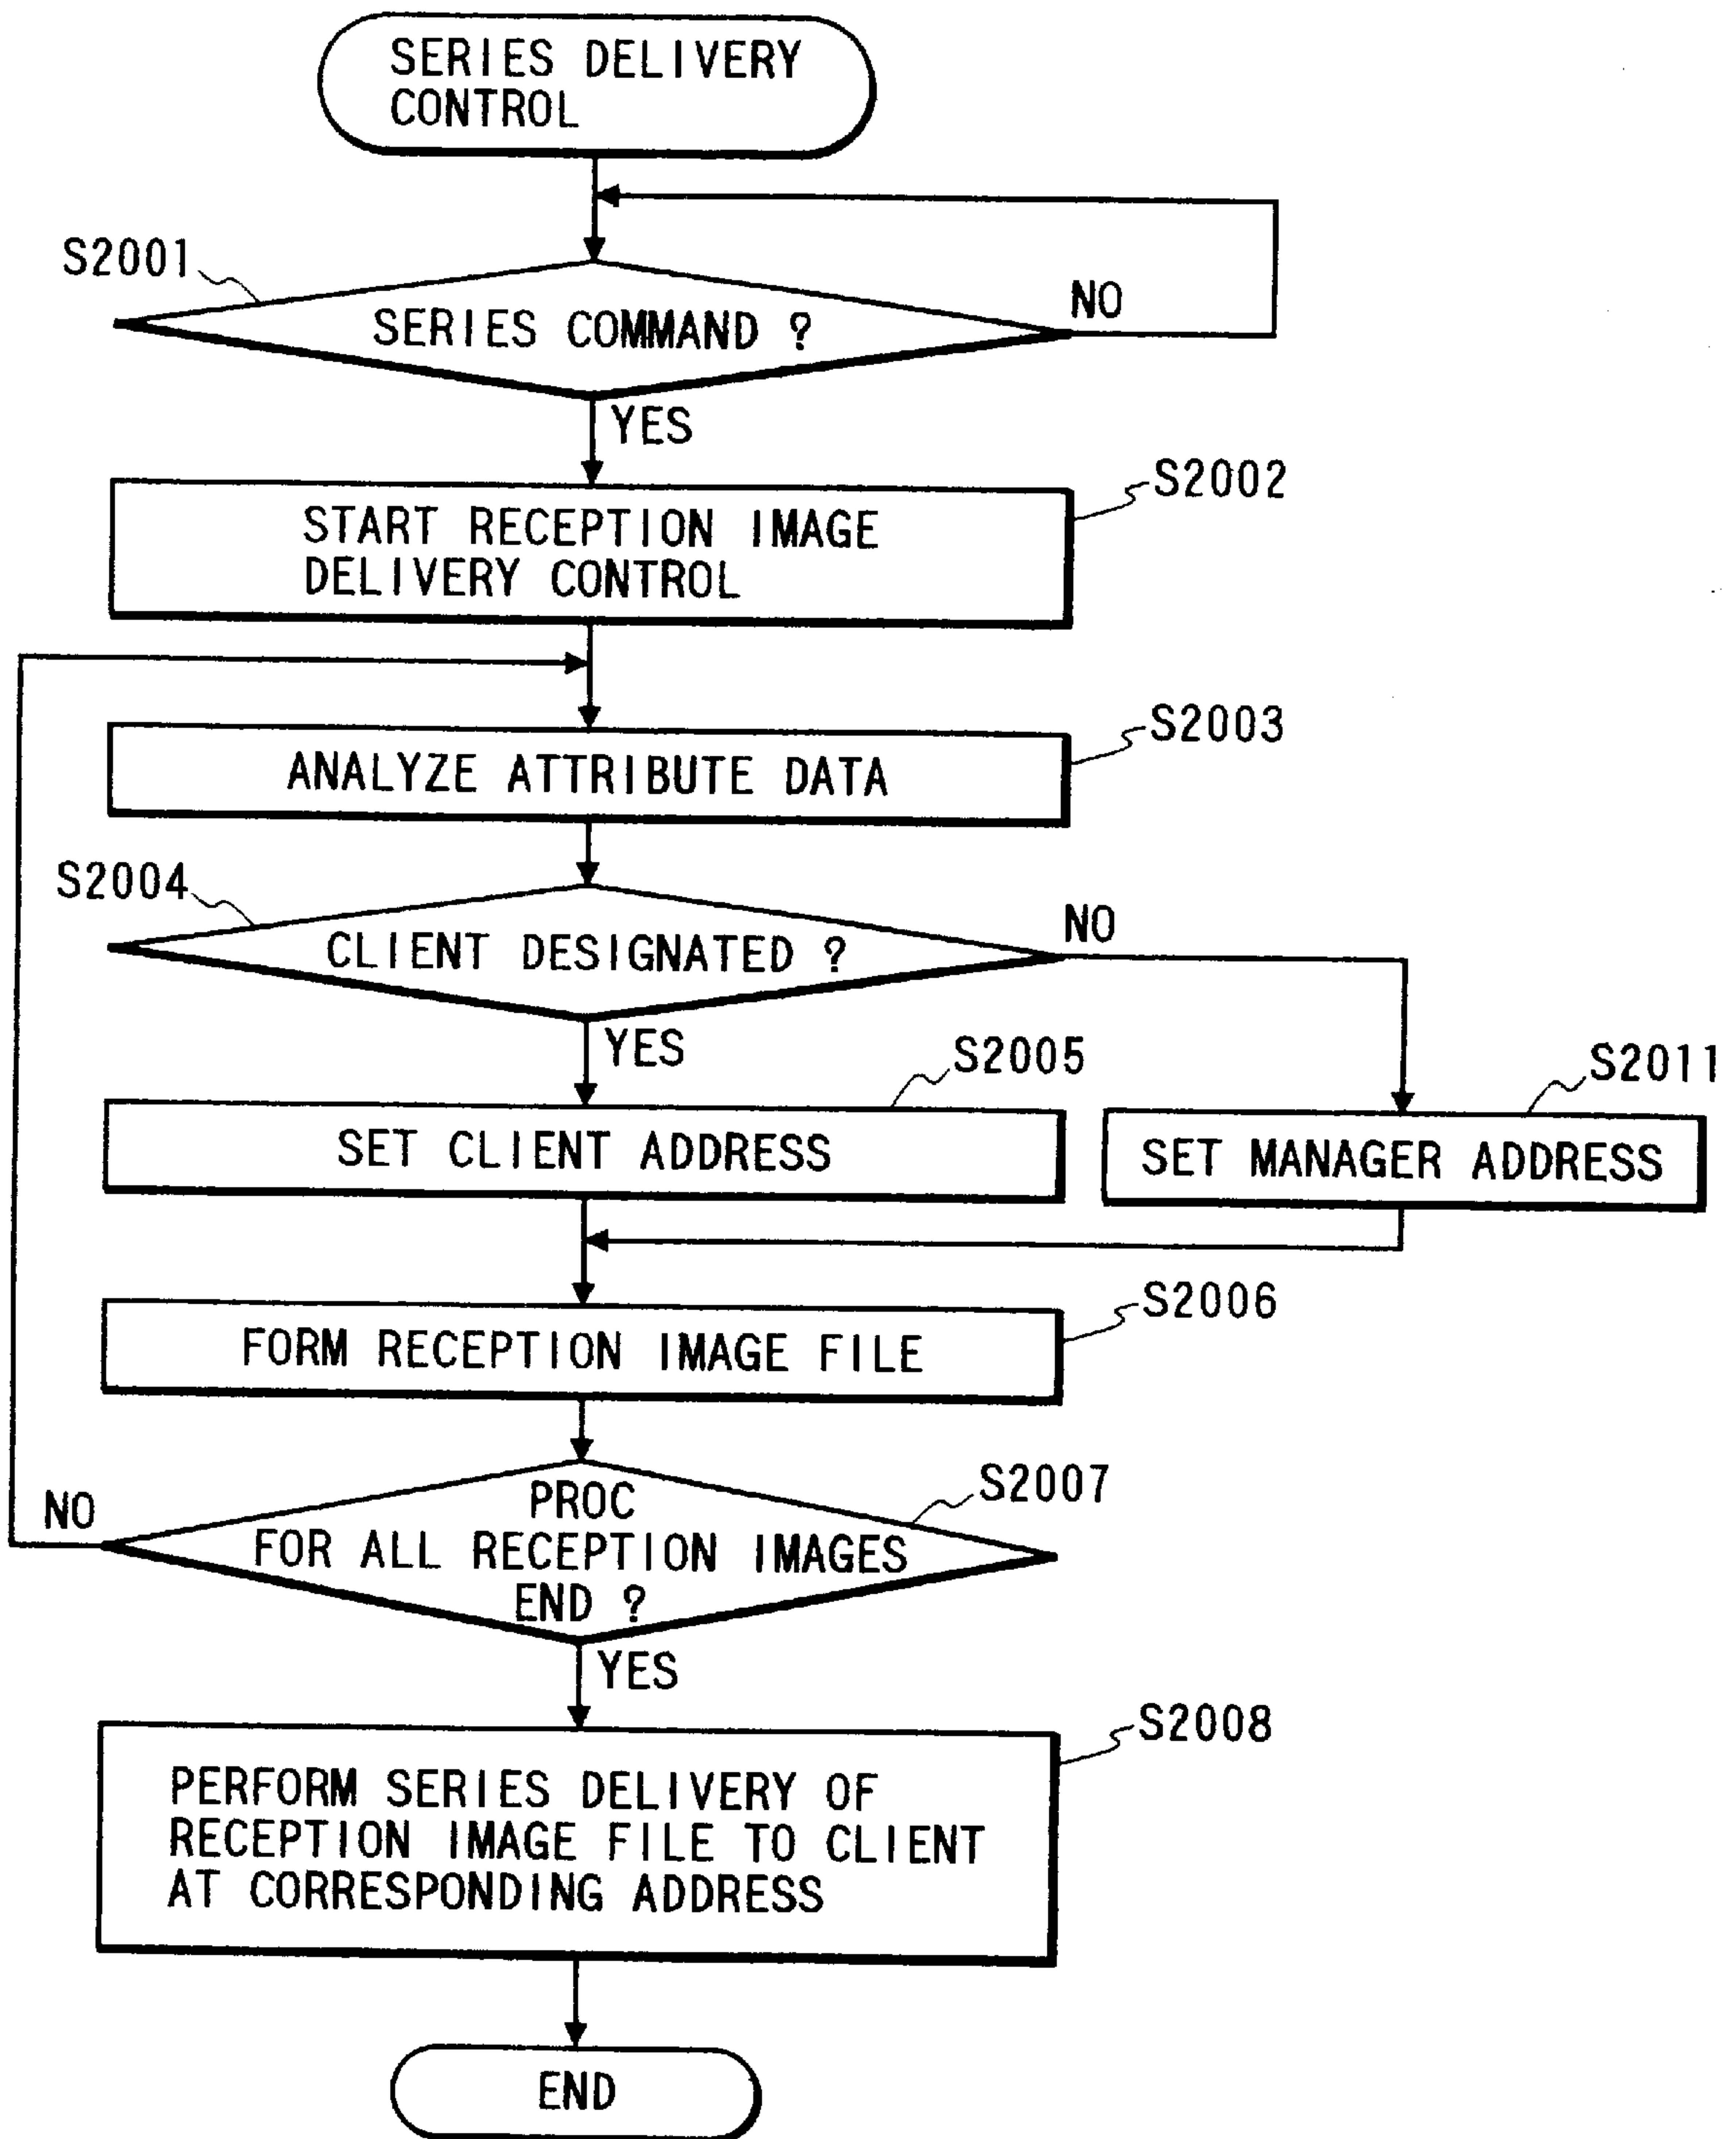 SERIES DELIVERY
CONTROL
S2001
SERIES COMMAND ?
NO
YES
S2002
START RECEPTION IMAGE
DELIVERY CONTROL
S2003
ANALYZE ATTRIBUTE DATA
S2004
CLIENT DESIGNATED ?
NO
YES
S2005
SET CLIENT ADDRESS
S2011
SET MANAGER ADDRESS
S2006
FORM RECEPTION IMAGE FILE
S2007
PROC
FOR ALL RECEPTION IMAGES
END ?
NO
YES
S2008
PERFORM SERIES DELIVERY OF
RECEPTION IMAGE FILE TO CLIENT
AT CORRESPONDING ADDRESS
END